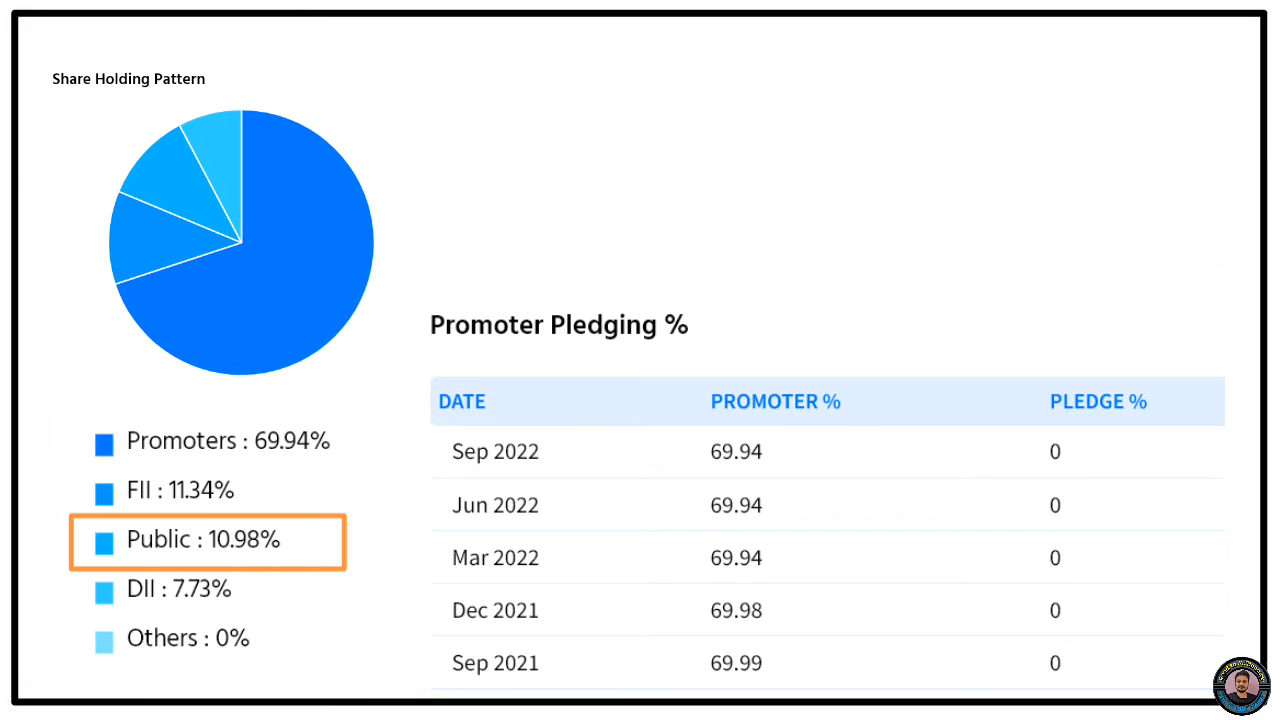 Share Holding Pattern
Promoters : 69.94%
FII : 11.34%
Public : 10.98%
DII : 7.73%
Others : 0%
Promoter Pledging %
DATE PROMOTER % PLEDGE %
Sep 2022 69.94 0
Jun 2022 69.94 0
Mar 2022 69.94 0
Dec 2021 69.98 0
Sep 2021 69.99 0